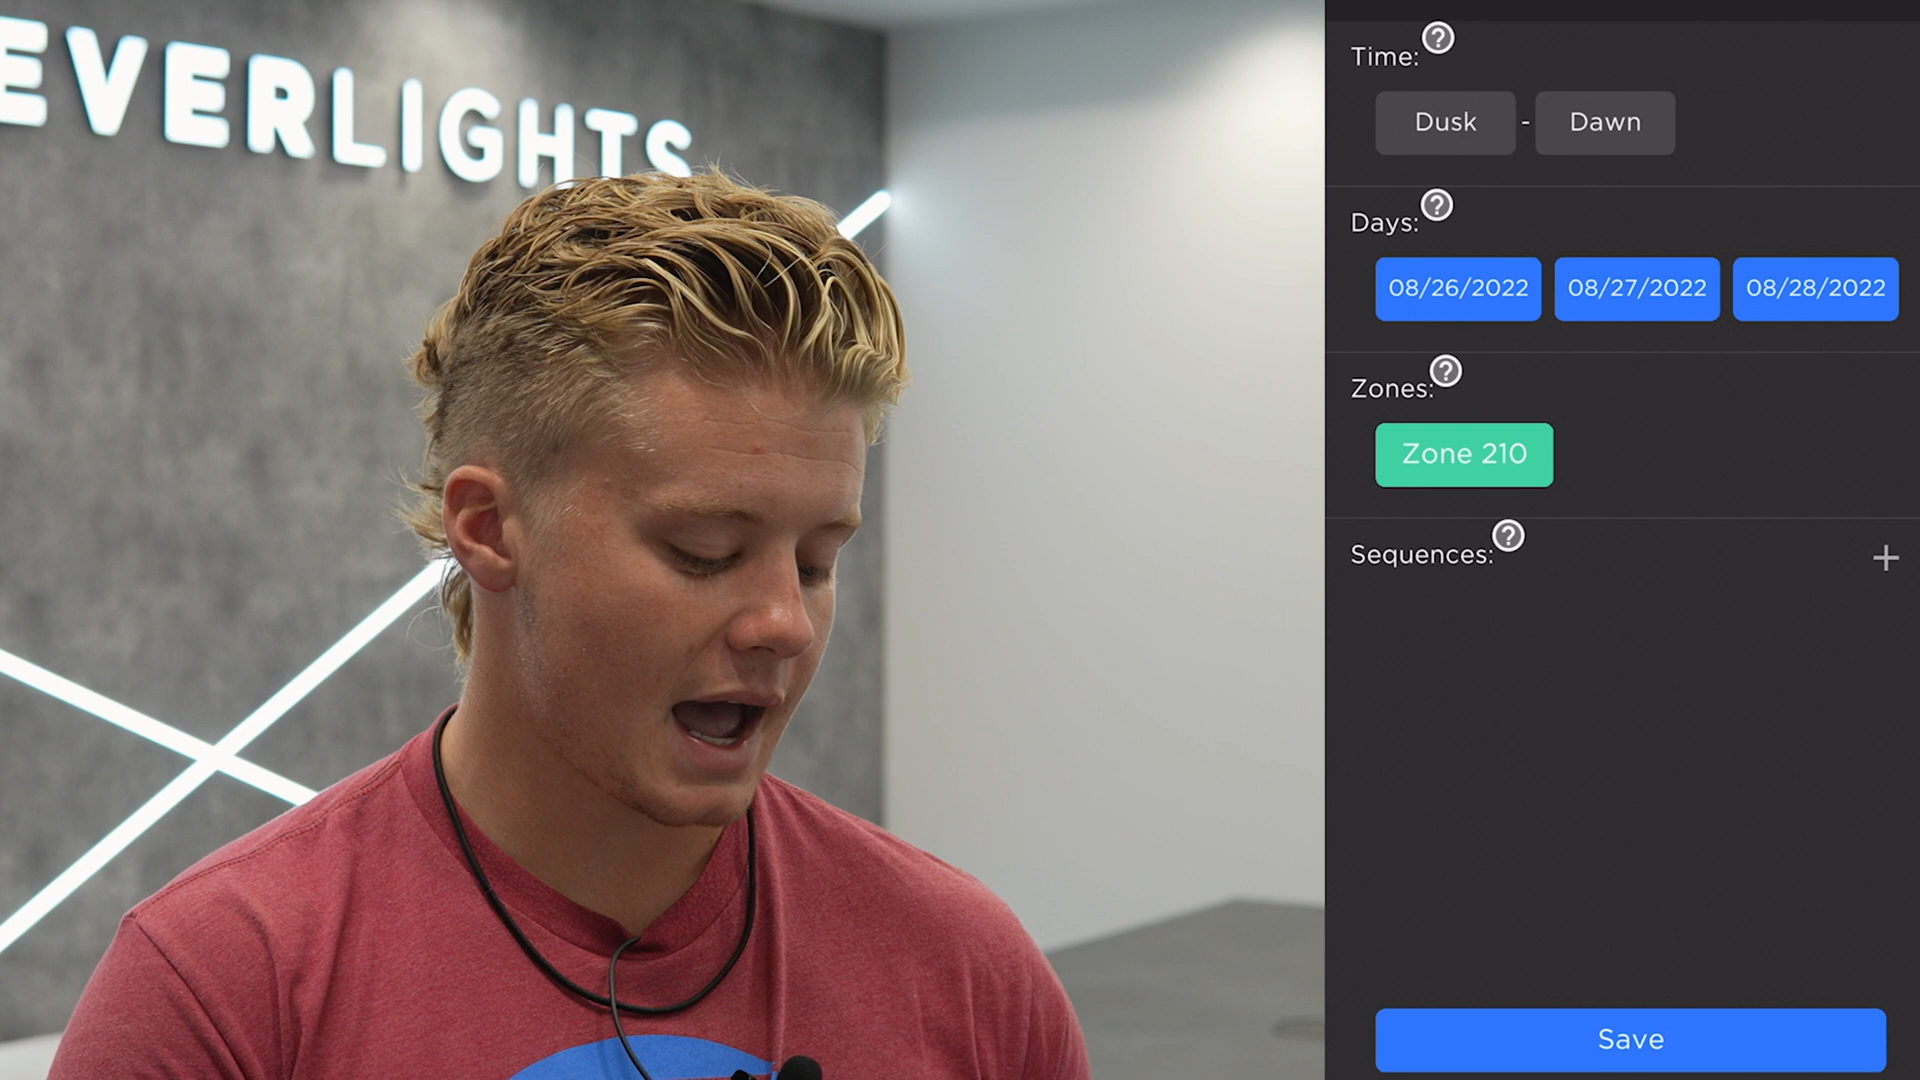 EVERLIGHTS
Time: ?
Dusk - Dawn
Days: ?
08/26/2022 08/27/2022 08/28/2022
Zones: ?
Zone 210
Sequences: ? +
Save